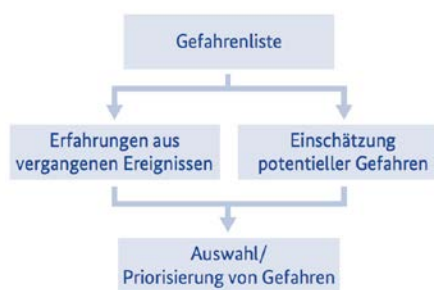 Gefahrenliste
Erfahrungen aus
vergangenen Ereignissen
Einschätzung
potentieller Gefahren
Auswahl/
Priorisierung von Gefahren